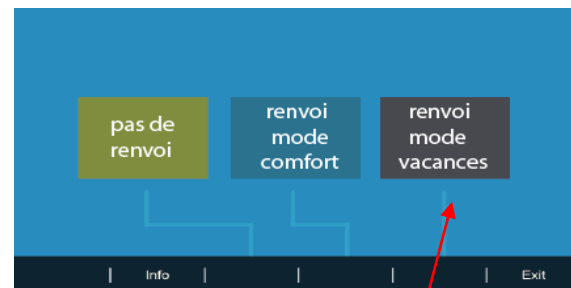 pas de
renvoi
renvoi
mode
comfort
renvoi
mode
vacances
| Info | | | | Exit